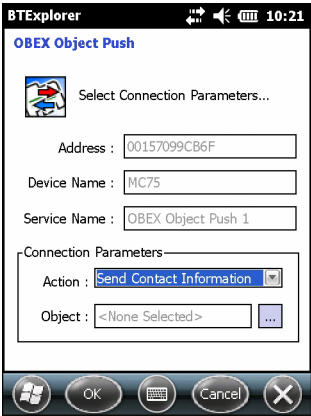 BTExplorer 10:21
OBEX Object Push
Select Connection Parameters...
Address : 00157099CB6F
Device Name : MC75
Service Name : OBEX Object Push 1
Connection Parameters
Action : Send Contact Information
Object : <None Selected> ...
OK Cancel